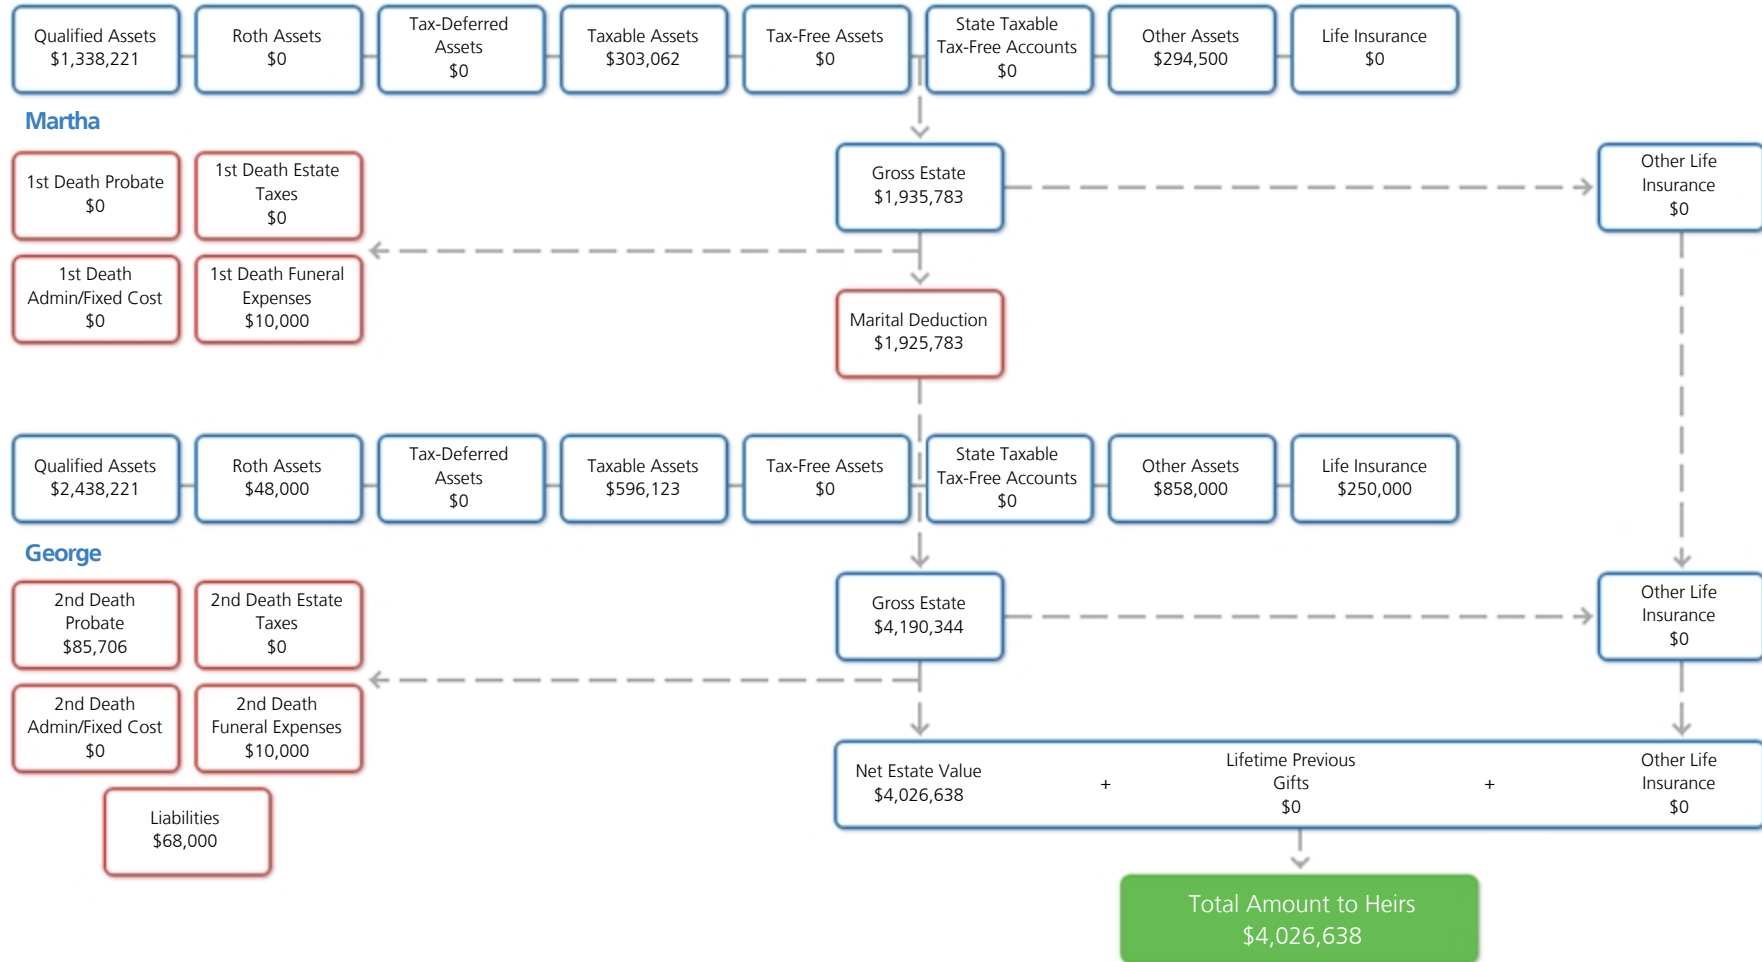 Qualified Assets
$1,338,221
Roth Assets
$0
Tax-Deferred
Assets
$0
Taxable Assets
$303,062
Tax-Free Assets
$0
State Taxable
Tax-Free Accounts
$0
Other Assets
$294,500
Life Insurance
$0
Martha
1st Death Probate
$0
1st Death Estate
Taxes
$0
1st Death
Admin/Fixed Cost
$0
1st Death Funeral
Expenses
$10,000
Gross Estate
$1,935,783
Other Life
Insurance
$0
Marital Deduction
$1,925,783
Qualified Assets
$2,438,221
Roth Assets
$48,000
Tax-Deferred
Assets
$0
Taxable Assets
$596,123
Tax-Free Assets
$0
State Taxable
Tax-Free Accounts
$0
Other Assets
$858,000
Life Insurance
$250,000
George
2nd Death
Probate
$85,706
2nd Death Estate
Taxes
$0
2nd Death
Admin/Fixed Cost
$0
2nd Death
Funeral Expenses
$10,000
Liabilities
$68,000
Gross Estate
$4,190,344
Other Life
Insurance
$0
Net Estate Value
$4,026,638
+
Lifetime Previous
Gifts
$0
+
Other Life
Insurance
$0
Total Amount to Heirs
$4,026,638